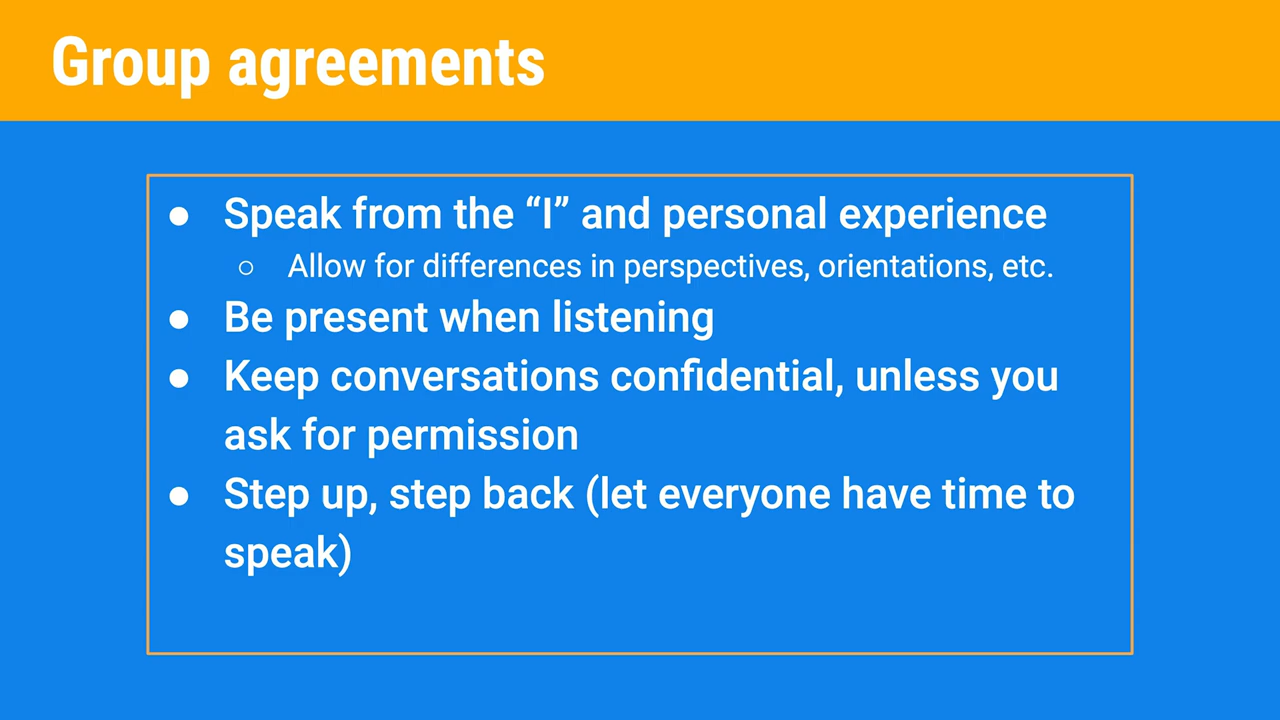 Group agreements
● Speak from the “I” and personal experience
○ Allow for differences in perspectives, orientations, etc.
● Be present when listening
● Keep conversations confidential, unless you
ask for permission
● Step up, step back (let everyone have time to
speak)